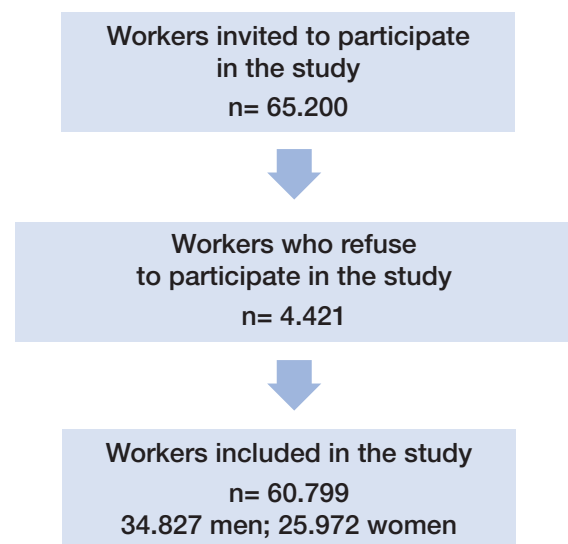 Workers invited to participate
in the study
n= 65.200
Workers who refuse
to participate in the study
n= 4.421
Workers included in the study
n= 60.799
34.827 men; 25.972 women